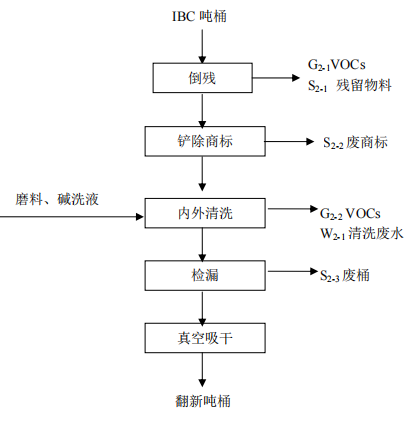 IBC 吨桶
倒残
G₂₋₁VOCs
S₂₋₁ 残留物料
铲除商标
S₂₋₂废商标
磨料、碱洗液
内外清洗
G₂₋₂ VOCs
W₂₋₁清洗废水
检漏
S₂₋₃废桶
真空吸干
翻新吨桶